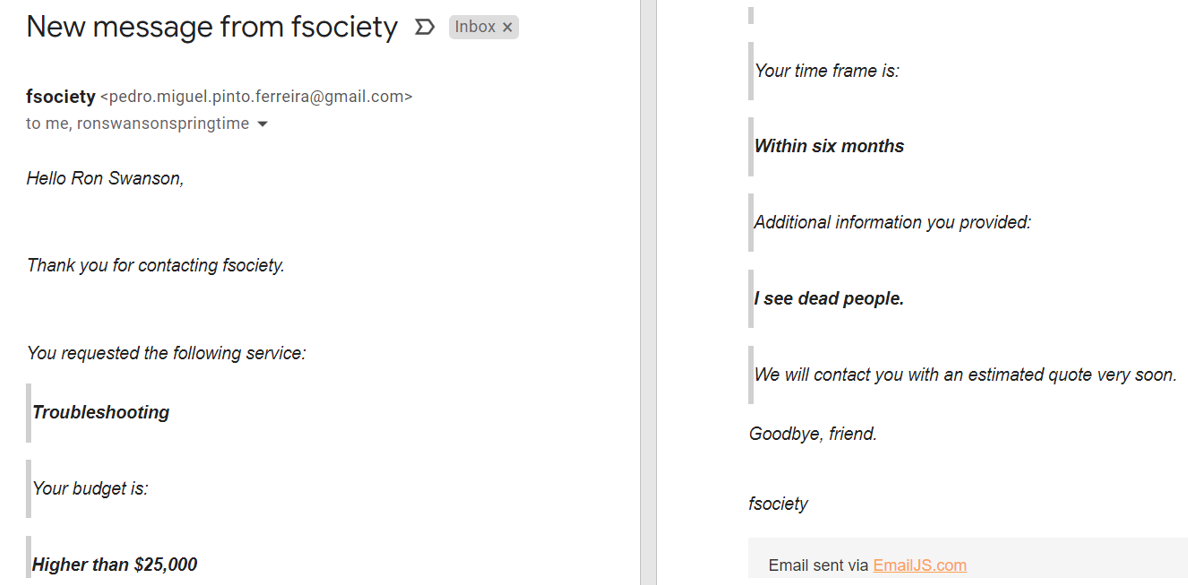 New message from fsociety
Inbox ×
fsociety <pedro.miguel.pinto.ferreira@gmail.com>
to me, ronswansonspringtime
Hello Ron Swanson,
Thank you for contacting fsociety.
You requested the following service:
Troubleshooting
Your budget is:
Higher than $25,000
Your time frame is:
Within six months
Additional information you provided:
I see dead people.
We will contact you with an estimated quote very soon.
Goodbye, friend.
fsociety
Email sent via EmailJS.com